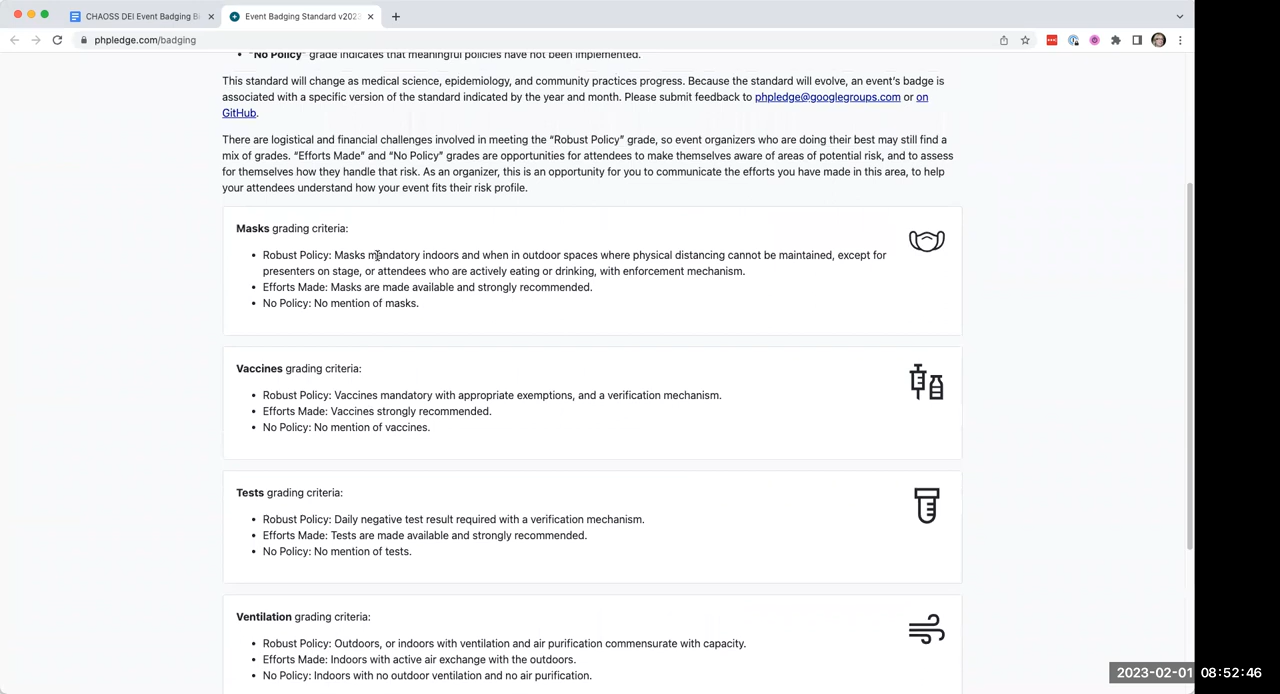 CHAOSS DEI Event Badging Bi
Event Badging Standard v2023
phpledge.com/badging
• "No Policy" grade indicates that meaningful policies have not been implemented.
This standard will change as medical science, epidemiology, and community practices progress. Because the standard will evolve, an event's badge is
associated with a specific version of the standard indicated by the year and month. Please submit feedback to phpledge@googlegroups.com or on
GitHub.
There are logistical and financial challenges involved in meeting the “Robust Policy” grade, so event organizers who are doing their best may still find a
mix of grades. “Efforts Made” and “No Policy” grades are opportunities for attendees to make themselves aware of areas of potential risk, and to assess
for themselves how they handle that risk. As an organizer, this is an opportunity for you to communicate the efforts you have made in this area, to help
your attendees understand how your event fits their risk profile.
Masks grading criteria:
• Robust Policy: Masks mandatory indoors and when in outdoor spaces where physical distancing cannot be maintained, except for
presenters on stage, or attendees who are actively eating or drinking, with enforcement mechanism.
• Efforts Made: Masks are made available and strongly recommended.
• No Policy: No mention of masks.
Vaccines grading criteria:
• Robust Policy: Vaccines mandatory with appropriate exemptions, and a verification mechanism.
• Efforts Made: Vaccines strongly recommended.
• No Policy: No mention of vaccines.
Tests grading criteria:
• Robust Policy: Daily negative test result required with a verification mechanism.
• Efforts Made: Tests are made available and strongly recommended.
• No Policy: No mention of tests.
Ventilation grading criteria:
• Robust Policy: Outdoors, or indoors with ventilation and air purification commensurate with capacity.
• Efforts Made: Indoors with active air exchange with the outdoors.
• No Policy: Indoors with no outdoor ventilation and no air purification.
2023-02-01 08:52:46